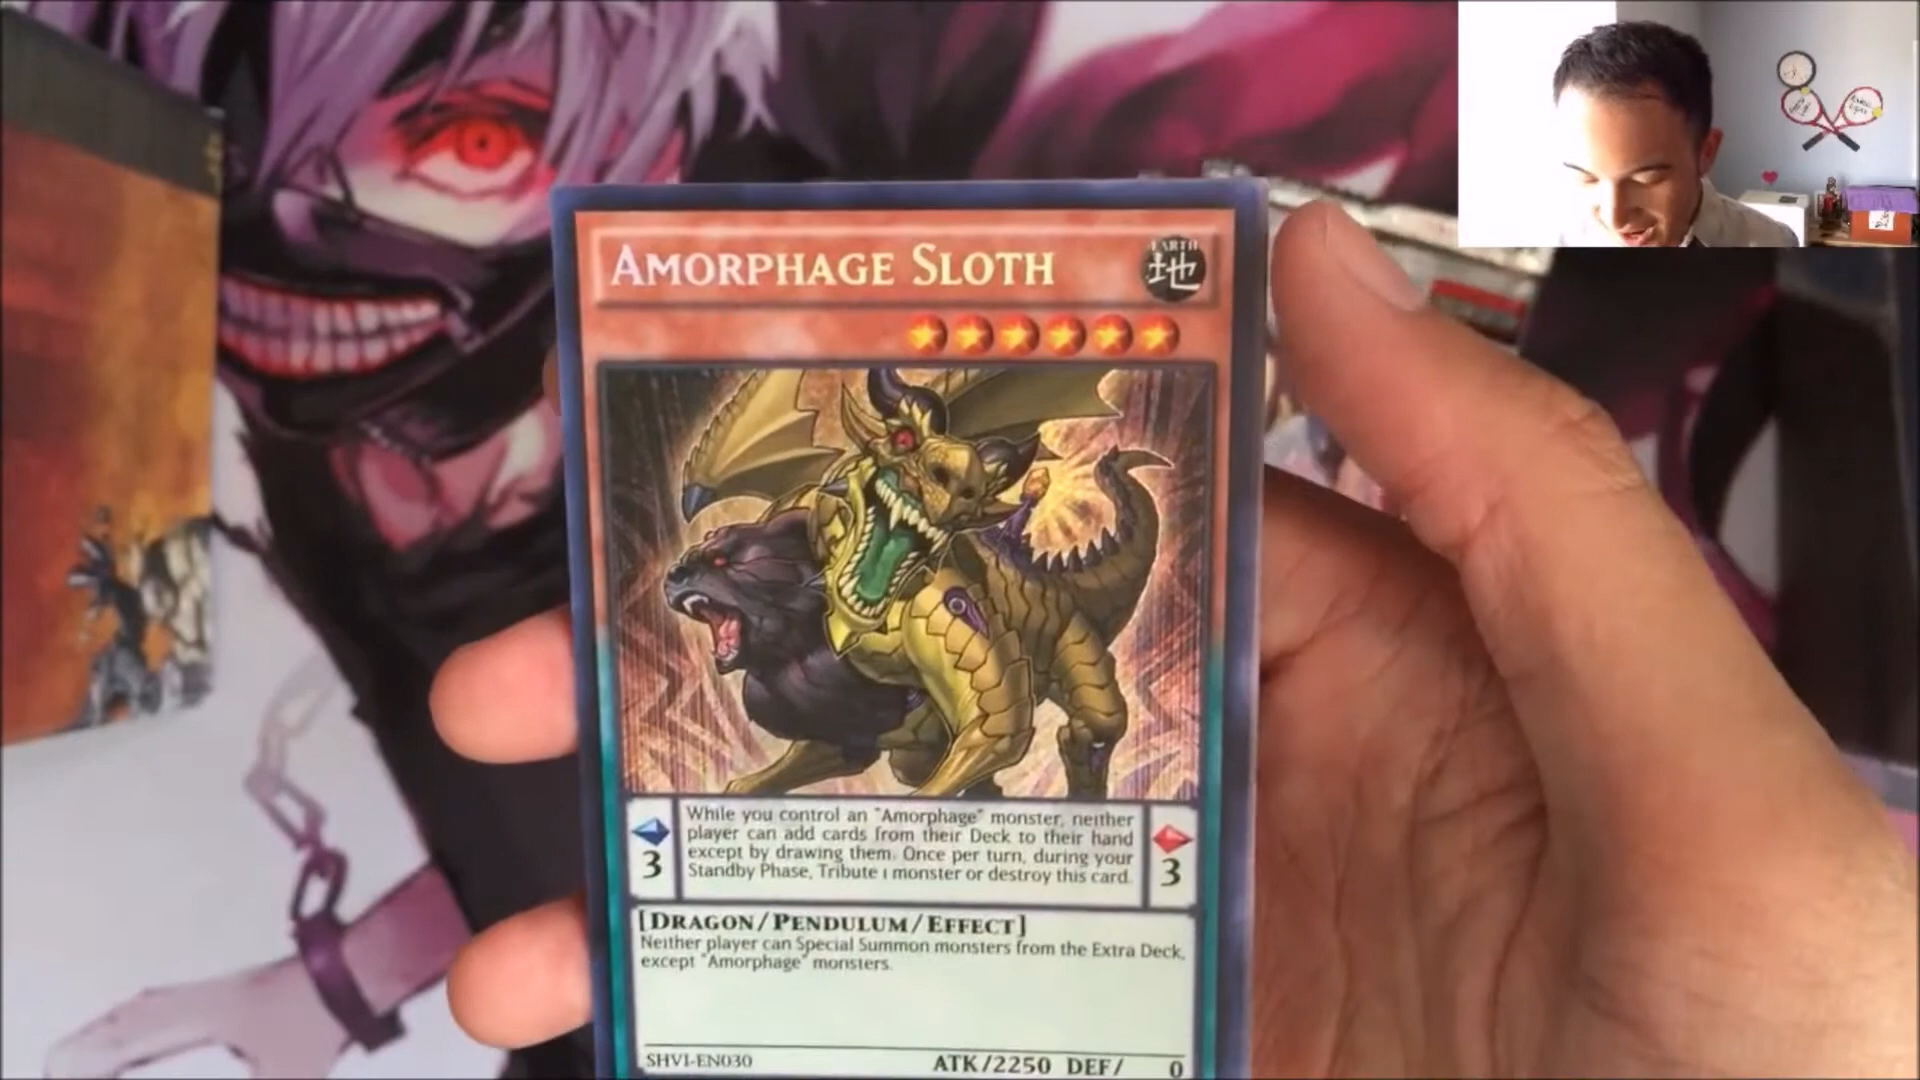 AMORPHAGE SLOTH
EARTH
地
While you control an "Amorphage" monster, neither
player can add cards from their Deck to their hand
except by drawing them. Once per turn, during your
Standby Phase, Tribute 1 monster or destroy this card.
3
3
[DRAGON/PENDULUM/EFFECT]
Neither player can Special Summon monsters from the Extra Deck,
except "Amorphage" monsters.
SHVI-EN030
ATK/2250 DEF/ 0